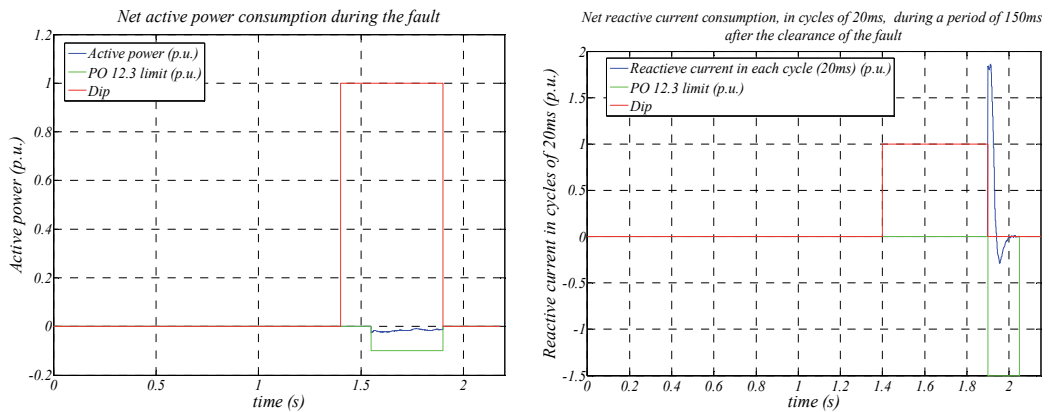 Net active power consumption during the fault
1.2
1
0.8
0.6
0.4
0.2
0
-0.2
Active power (p.u.)
Active power (p.u.)
PO 12.3 limit (p.u.)
Dip
0
0.5
1
1.5
2
time (s)
Net reactive current consumption, in cycles of 20ms, during a period of 150ms
after the clearance of the fault
2
1.5
1
0.5
0
-0.5
-1
-1.5
Reactive current in cycles of 20ms (p.u.)
Reactieve current in each cycle (20ms) (p.u.)
PO 12.3 limit (p.u.)
Dip
0
0.2
0.4
0.6
0.8
1
1.2
1.4
1.6
1.8
2
time (s)